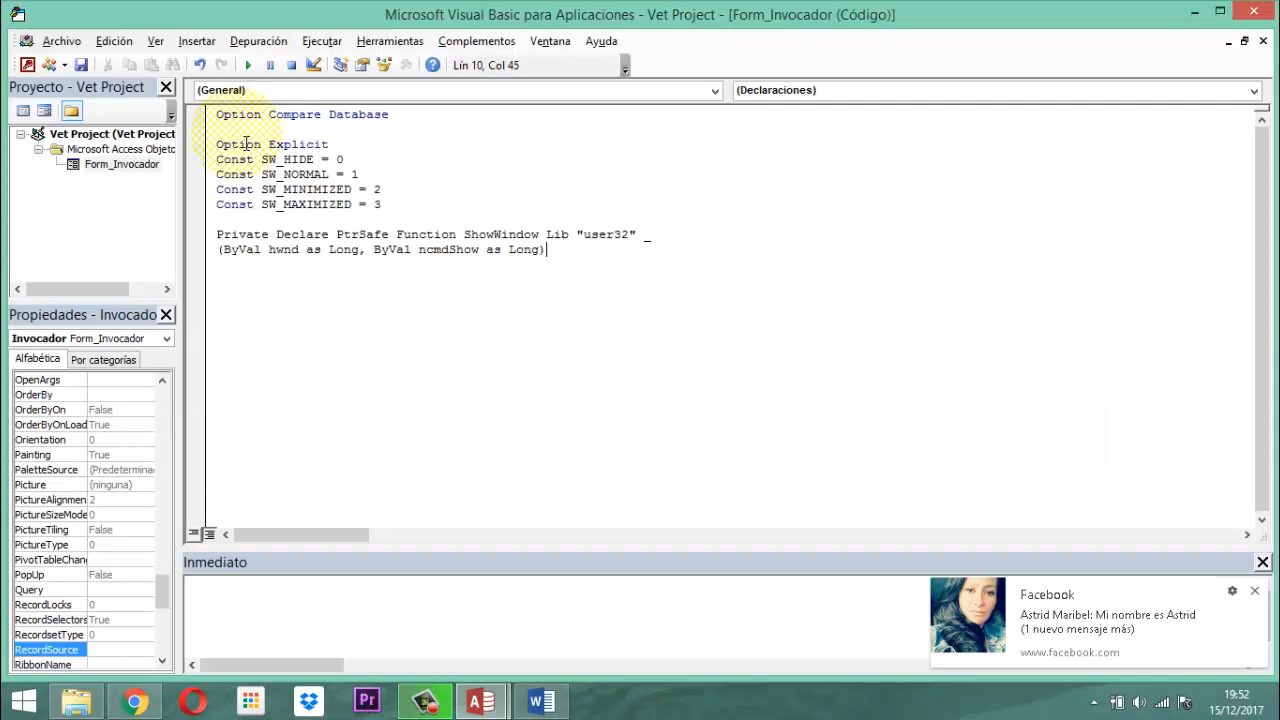 Microsoft Visual Basic para Aplicaciones - Vet Project - [Form_Invocador (Código)]
Archivo Edición Ver Insertar Depuración Ejecutar Herramientas Complementos Ventana Ayuda
Lín 10, Col 45
Proyecto - Vet Project
Vet Project (Vet Project
Microsoft Access Objeto
Form_Invocador
(General)
(Declaraciones)
Option Compare Database
Option Explicit
Const SW_HIDE = 0
Const SW_NORMAL = 1
Const SW_MINIMIZED = 2
Const SW_MAXIMIZED = 3
Private Declare PtrSafe Function ShowWindow Lib "user32" _
(ByVal hwnd as Long, ByVal ncmdShow as Long)
Propiedades - Invocado
Invocador Form_Invocador
Alfabética Por categorías
OpenArgs
OrderBy
OrderByOn False
OrderByOnLoad True
Orientation 0
Painting True
PaletteSource (Predetermina
Picture (ninguna)
PictureAlignmen 2
PictureSizeMode 0
PictureTiling False
PictureType 0
PivotTableChang
PopUp False
Query
RecordLocks 0
RecordSelectors True
RecordsetType 0
RecordSource
RibbonName
Inmediato
Facebook
Astrid Maribel: Mi nombre es Astrid
(1 nuevo mensaje más)
www.facebook.com
Pr
19:52
15/12/2017